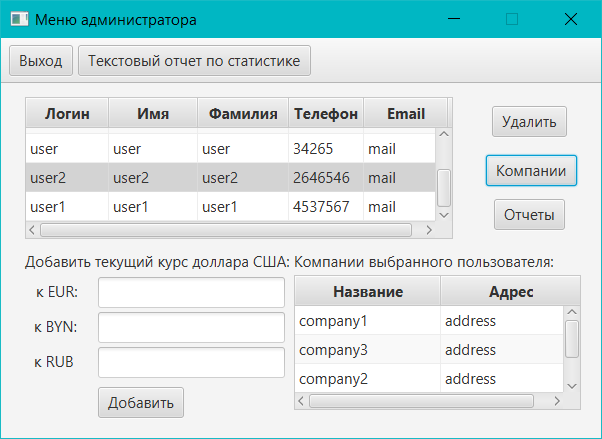 Меню администратора
Выход Текстовый отчет по статистике
Логин Имя Фамилия Телефон Email
user user user 34265 mail
user2 user2 user2 2646546 mail
user1 user1 user1 4537567 mail
Удалить
Компании
Отчеты
Добавить текущий курс доллара США: Компании выбранного пользователя:
к EUR:
к BYN:
к RUB
Добавить
Название Адрес
company1 address
company3 address
company2 address